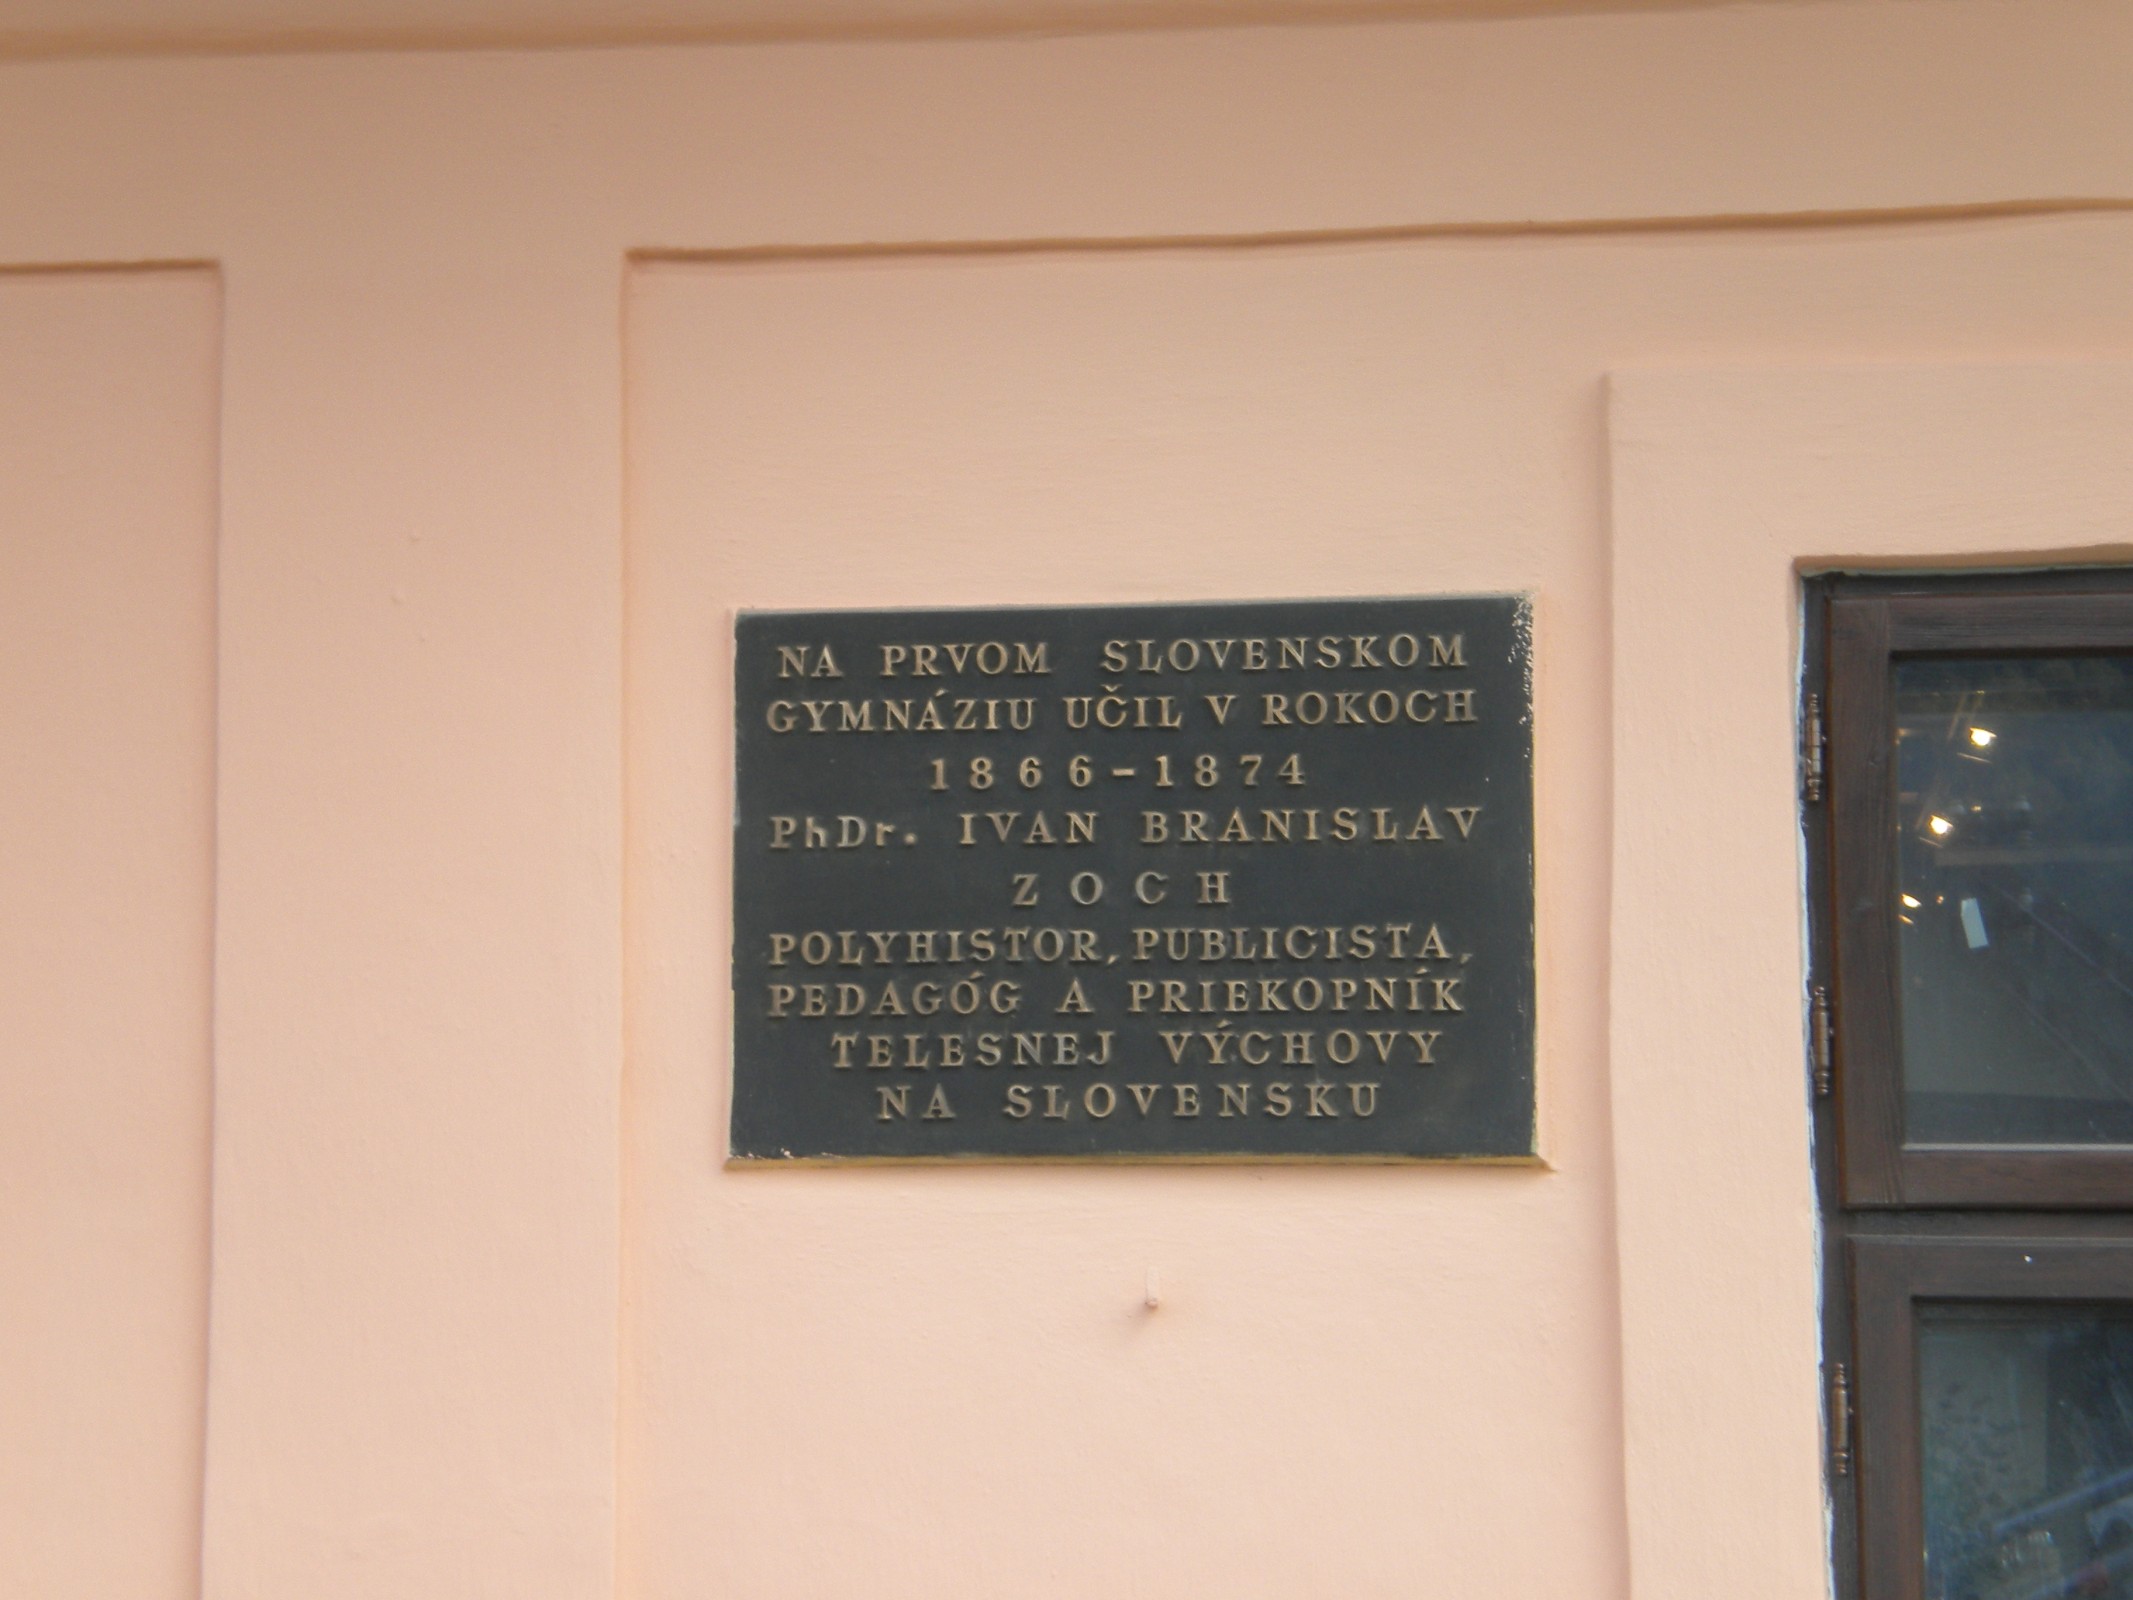 NA PRVOM SLOVENSKOM
GYMNÁZIU UČIL V ROKOCH
1866-1874
PhDr. IVAN BRANISLAV
ZOCH
POLYHISTOR, PUBLICISTA,
PEDAGÓG A PRIEKOPNÍK
TELESNEJ VÝCHOVY
NA SLOVENSKU